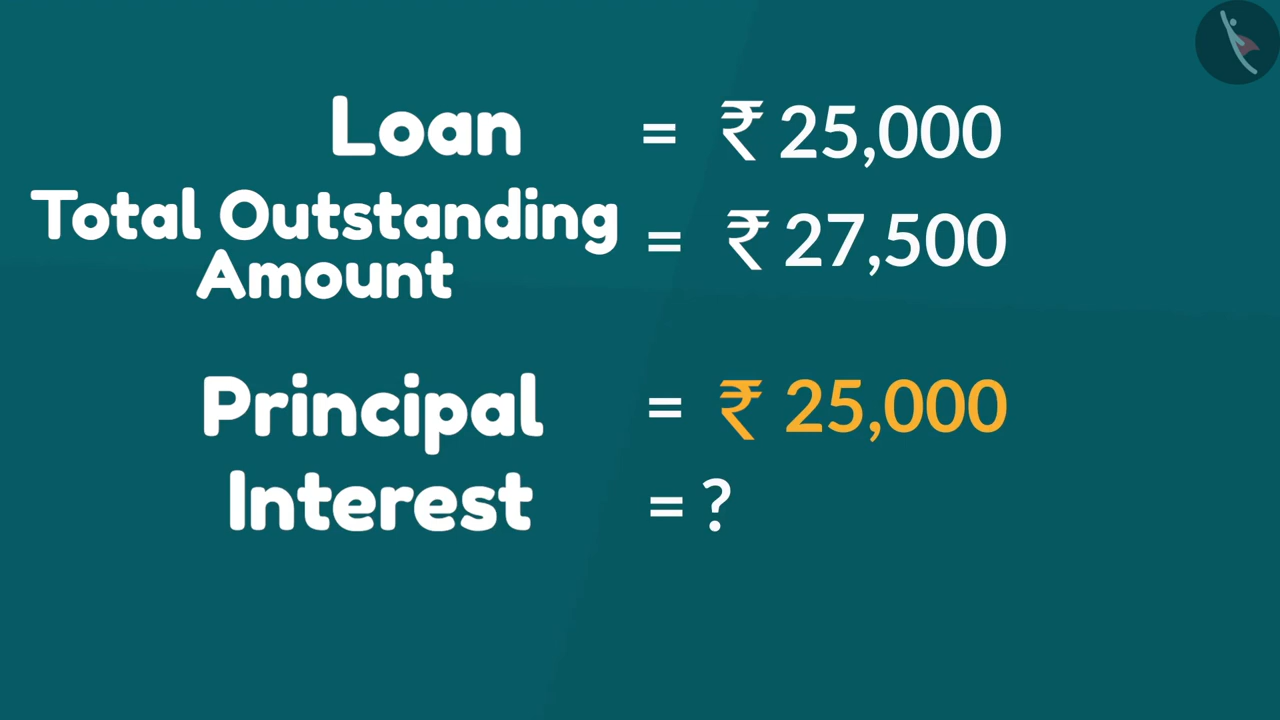 Loan = ₹ 25,000
Total Outstanding
Amount = ₹ 27,500
Principal = ₹ 25,000
Interest = ?